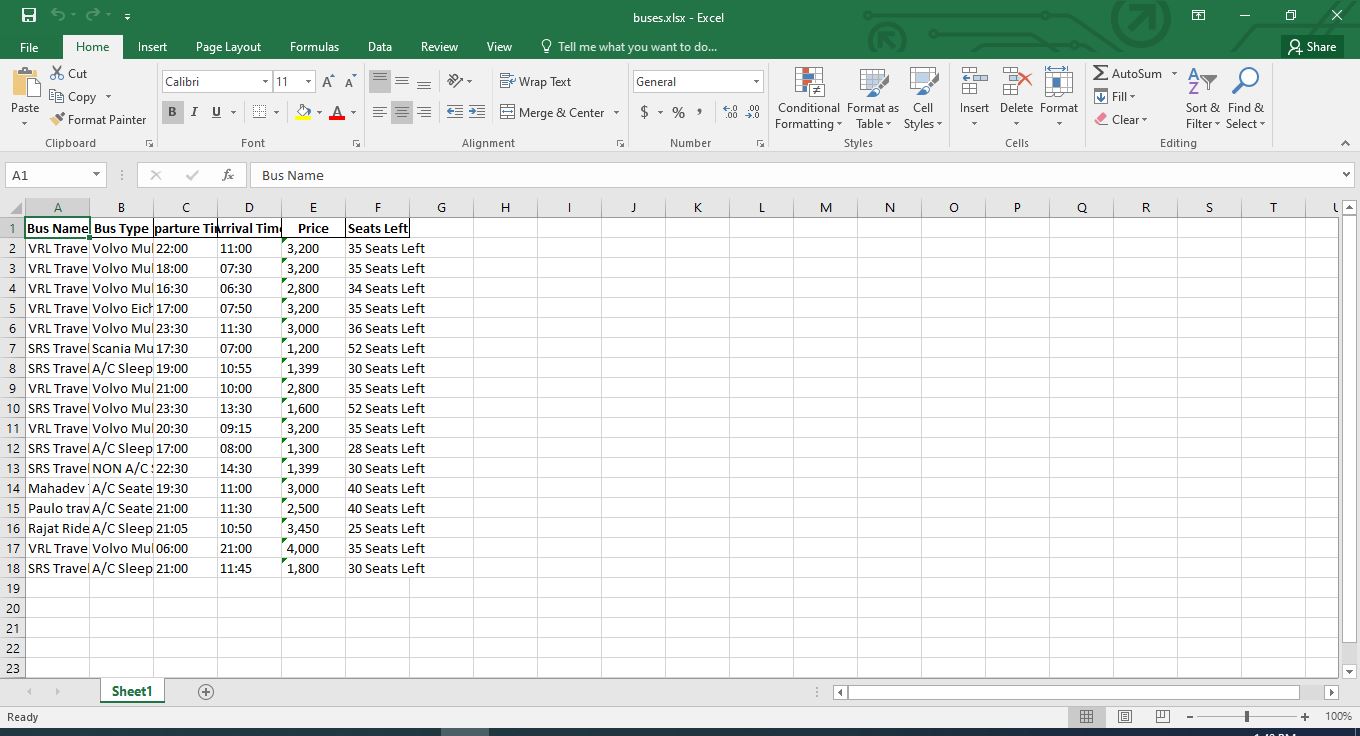 buses.xlsx - Excel
File Home Insert Page Layout Formulas Data Review View Tell me what you want to do... Share
Paste Cut Copy Format Painter
Calibri 11 B I U
Wrap Text Merge & Center
General $ % ,
Conditional Formatting Format as Table Cell Styles
Insert Delete Format
AutoSum Fill Clear Sort & Filter Find & Select
Clipboard Font Alignment Number Styles Cells Editing
A1 fx Bus Name
A B C D E F G H I J K L M N O P Q R S T U
1 Bus Name Bus Type parture Ti Arrival Time Price Seats Left
2 VRL Trave Volvo Mul 22:00 11:00 3,200 35 Seats Left
3 VRL Trave Volvo Mul 18:00 07:30 3,200 35 Seats Left
4 VRL Trave Volvo Mul 16:30 06:30 2,800 34 Seats Left
5 VRL Trave Volvo Eich 17:00 07:50 3,200 35 Seats Left
6 VRL Trave Volvo Mul 23:30 11:30 3,000 36 Seats Left
7 SRS Travel Scania Mu 17:30 07:00 1,200 52 Seats Left
8 SRS Travel A/C Sleep 19:00 10:55 1,399 30 Seats Left
9 VRL Trave Volvo Mul 21:00 10:00 2,800 35 Seats Left
10 SRS Travel Volvo Mul 23:30 13:30 1,600 52 Seats Left
11 VRL Trave Volvo Mul 20:30 09:15 3,200 35 Seats Left
12 SRS Travel A/C Sleep 17:00 08:00 1,300 28 Seats Left
13 SRS Travel NON A/C 22:30 14:30 1,399 30 Seats Left
14 Mahadev A/C Seate 19:30 11:00 3,000 40 Seats Left
15 Paulo trav A/C Seate 21:00 11:30 2,500 40 Seats Left
16 Rajat Ride A/C Sleep 21:05 10:50 3,450 25 Seats Left
17 VRL Trave Volvo Mul 06:00 21:00 4,000 35 Seats Left
18 SRS Travel A/C Sleep 21:00 11:45 1,800 30 Seats Left
19
20
21
22
23
Sheet1
Ready 100%